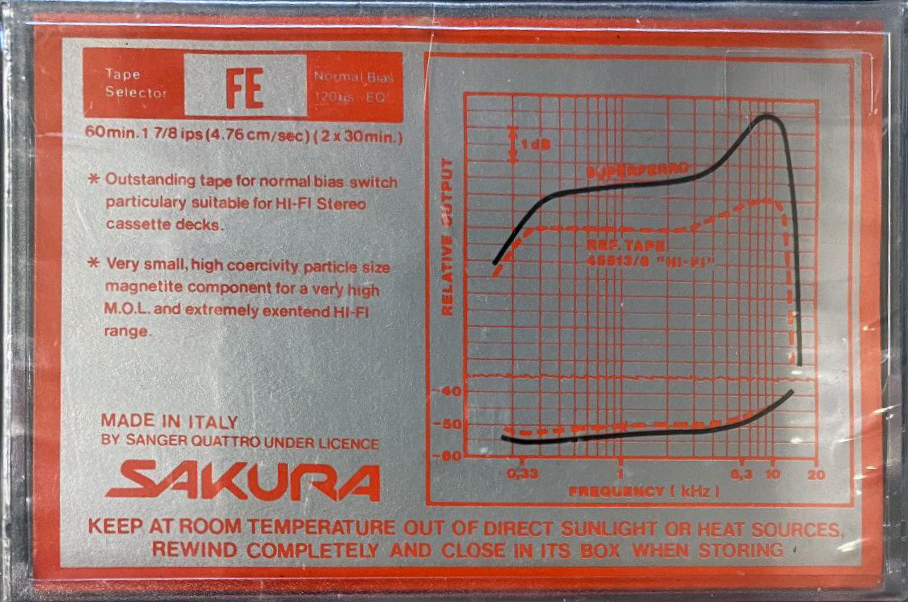 Tape
Selector
FE
Normal Bias
120µs EQ
60min. 1 7/8 ips (4.76 cm/sec) ( 2 x 30min. )
* Outstanding tape for normal bias switch
particulary suitable for HI-FI Stereo
cassette decks.
* Very small, high coercivity particle size
magnetite component for a very high
M.O.L. and extremely exentend HI-FI
range.
MADE IN ITALY
BY SANGER QUATTRO UNDER LICENCE
SAKURA
RELATIVE OUTPUT
1 dB
SUPERFERRO
REF. TAPE
45513/6 "HI-FI"
-40
-50
-60
0,33 1 6,3 10 20
FREQUENCY ( kHz )
KEEP AT ROOM TEMPERATURE OUT OF DIRECT SUNLIGHT OR HEAT SOURCES,
REWIND COMPLETELY AND CLOSE IN ITS BOX WHEN STORING